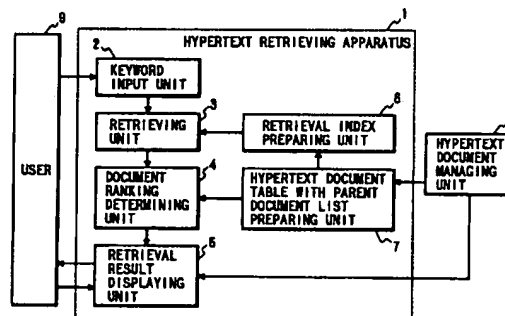 9
1
HYPERTEXT RETRIEVING APPARATUS
2
KEYWORD
INPUT UNIT
3
RETRIEVING
UNIT
6
RETRIEVAL INDEX
PREPARING UNIT
HYPERTEXT
DOCUMENT
MANAGING
UNIT
USER
4
DOCUMENT
RANKING
DETERMINING
UNIT
HYPERTEXT DOCUMENT
TABLE WITH PARENT
DOCUMENT LIST
PREPARING UNIT
7
5
RETRIEVAL
RESULT
DISPLAYING
UNIT